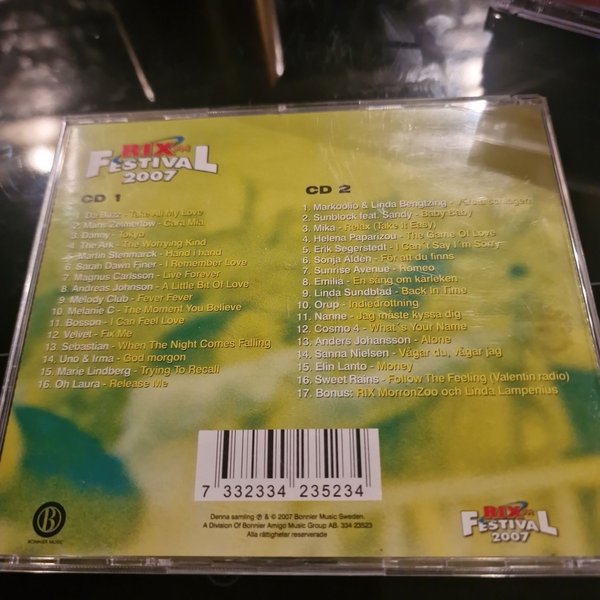 RIX FM
FESTIVAL
2007
CD 1
1. Da Buzz - Take All My Love
2. Måns Zelmerlöw - Cara Mia
3. Danny - Tokyo
4. The Ark - The Worrying Kind
5. Martin Stenmarck - Hand i hand
6. Sarah Dawn Finer - I Remember Love
7. Magnus Carlsson - Live Forever
8. Andreas Johnson - A Little Bit Of Love
9. Melody Club - Fever Fever
10. Melanie C - The Moment You Believe
11. Bosson - I Can Feel Love
12. Velvet - Fix Me
13. Sebastian - When The Night Comes Falling
14. Uno & Irma - God morgon
15. Marie Lindberg - Trying To Recall
16. Oh Laura - Release Me
CD 2
1. Markoolio & Linda Bengtzing -
2. Sunblock feat. Sandy - Baby Baby
3. Mika - Relax (Take It Easy)
4. Helena Paparizou - The Game Of Love
5. Erik Segerstedt - I Can´t Say I´m Sorry
6. Sonja Aldén - För att du finns
7. Sunrise Avenue - Romeo
8. Emilia - En sång om kärleken
9. Linda Sundblad - Back In Time
10. Orup - Indiedrottning
11. Nanne - Jag måste kyssa dig
12. Cosmo 4 - What´s Your Name
13. Anders Johansson - Alone
14. Sanna Nielsen - Vågar du, vågar jag
15. Elin Lanto - Money
16. Sweet Rains - Follow The Feeling (Valentin radio)
17. Bonus: RIX MorronZoo och Linda Lampenius
7 332334 235234
Denna samling ℗ & © 2007 Bonnier Music Sweden.
A Division Of Bonnier Amigo Music Group AB. 334 23523
Alla rättigheter reserverade
B
BONNIER MUSIC
RIX FM
FESTIVAL
2007